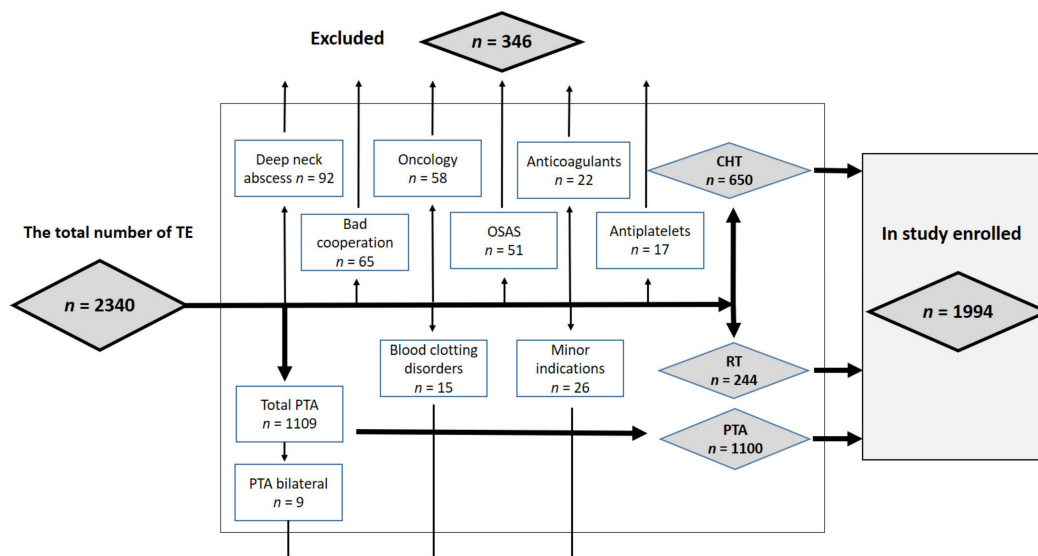 Excluded
n = 346
Deep neck
abscess n = 92
Oncology
n = 58
Anticoagulants
n = 22
CHT
n = 650
Bad
cooperation
n = 65
OSAS
n = 51
Antiplatelets
n = 17
The total number of TE
n = 2340
In study enrolled
n = 1994
Blood clotting
disorders
n = 15
Minor
indications
n = 26
RT
n = 244
Total PTA
n = 1109
PTA
n = 1100
PTA bilateral
n = 9